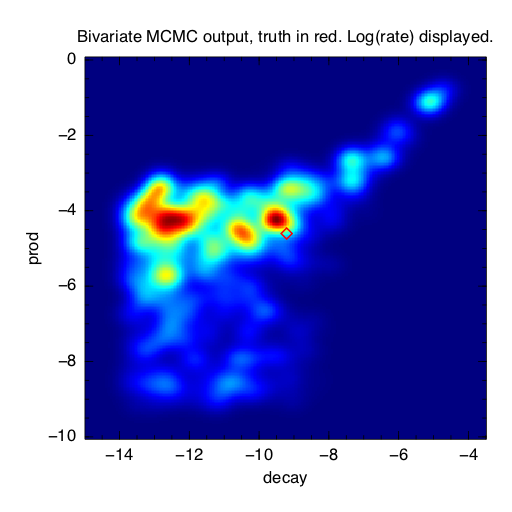 Bivariate MCMC output, truth in red. Log(rate) displayed.
0
−2
−4
−6
−8
−10
prod
−14 −12 −10 −8 −6 −4
decay